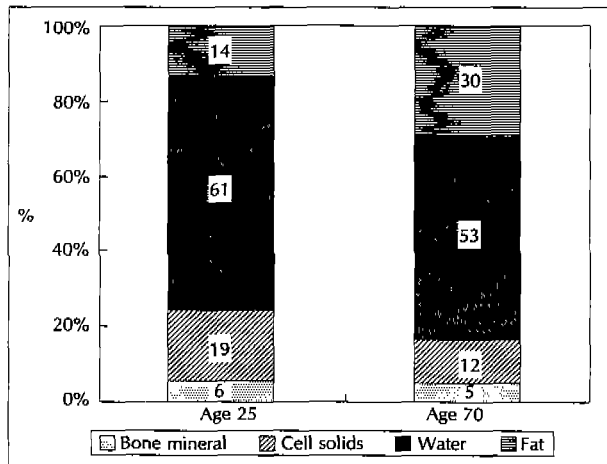 100%
14
30
80%
60%
61
%
53
40%
20%
19
12
6
5
0%
Age 25
Age 70
Bone mineral
Cell solids
Water
Fat